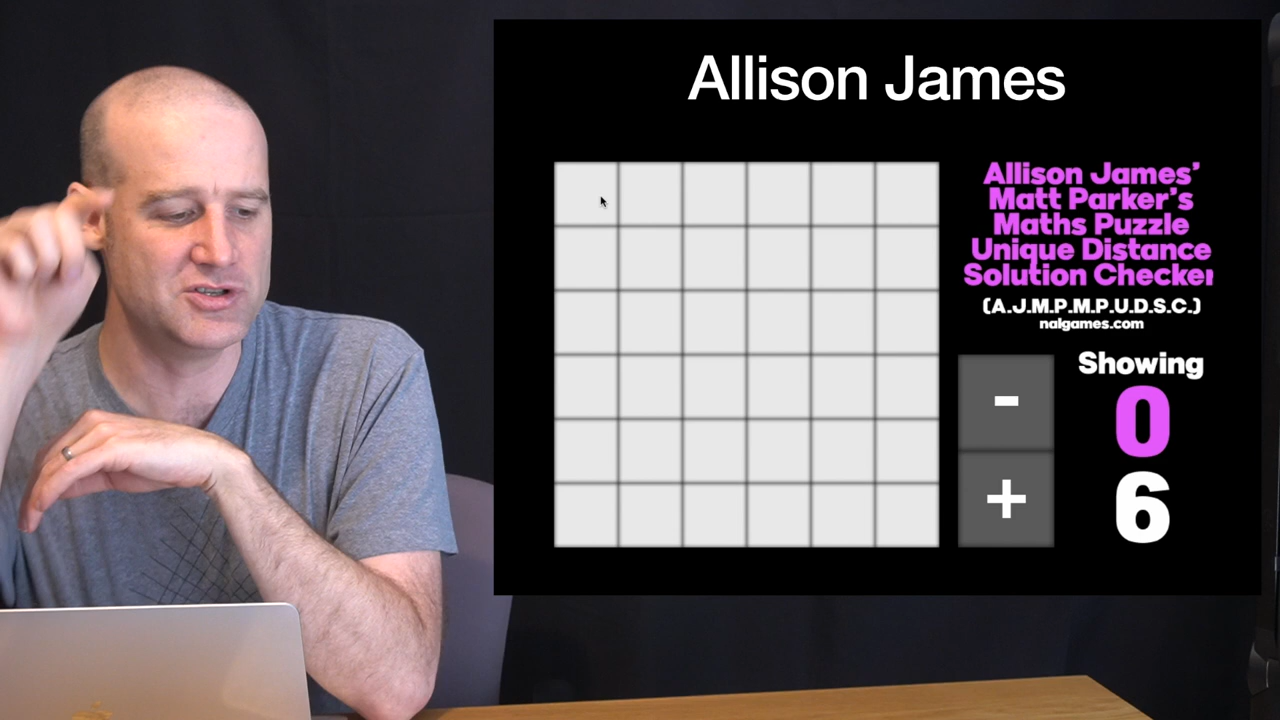 Allison James
Allison James'
Matt Parker's
Maths Puzzle
Unique Distance
Solution Checker
(A.J.M.P.M.P.U.D.S.C.)
nalgames.com
Showing
-
0
+
6